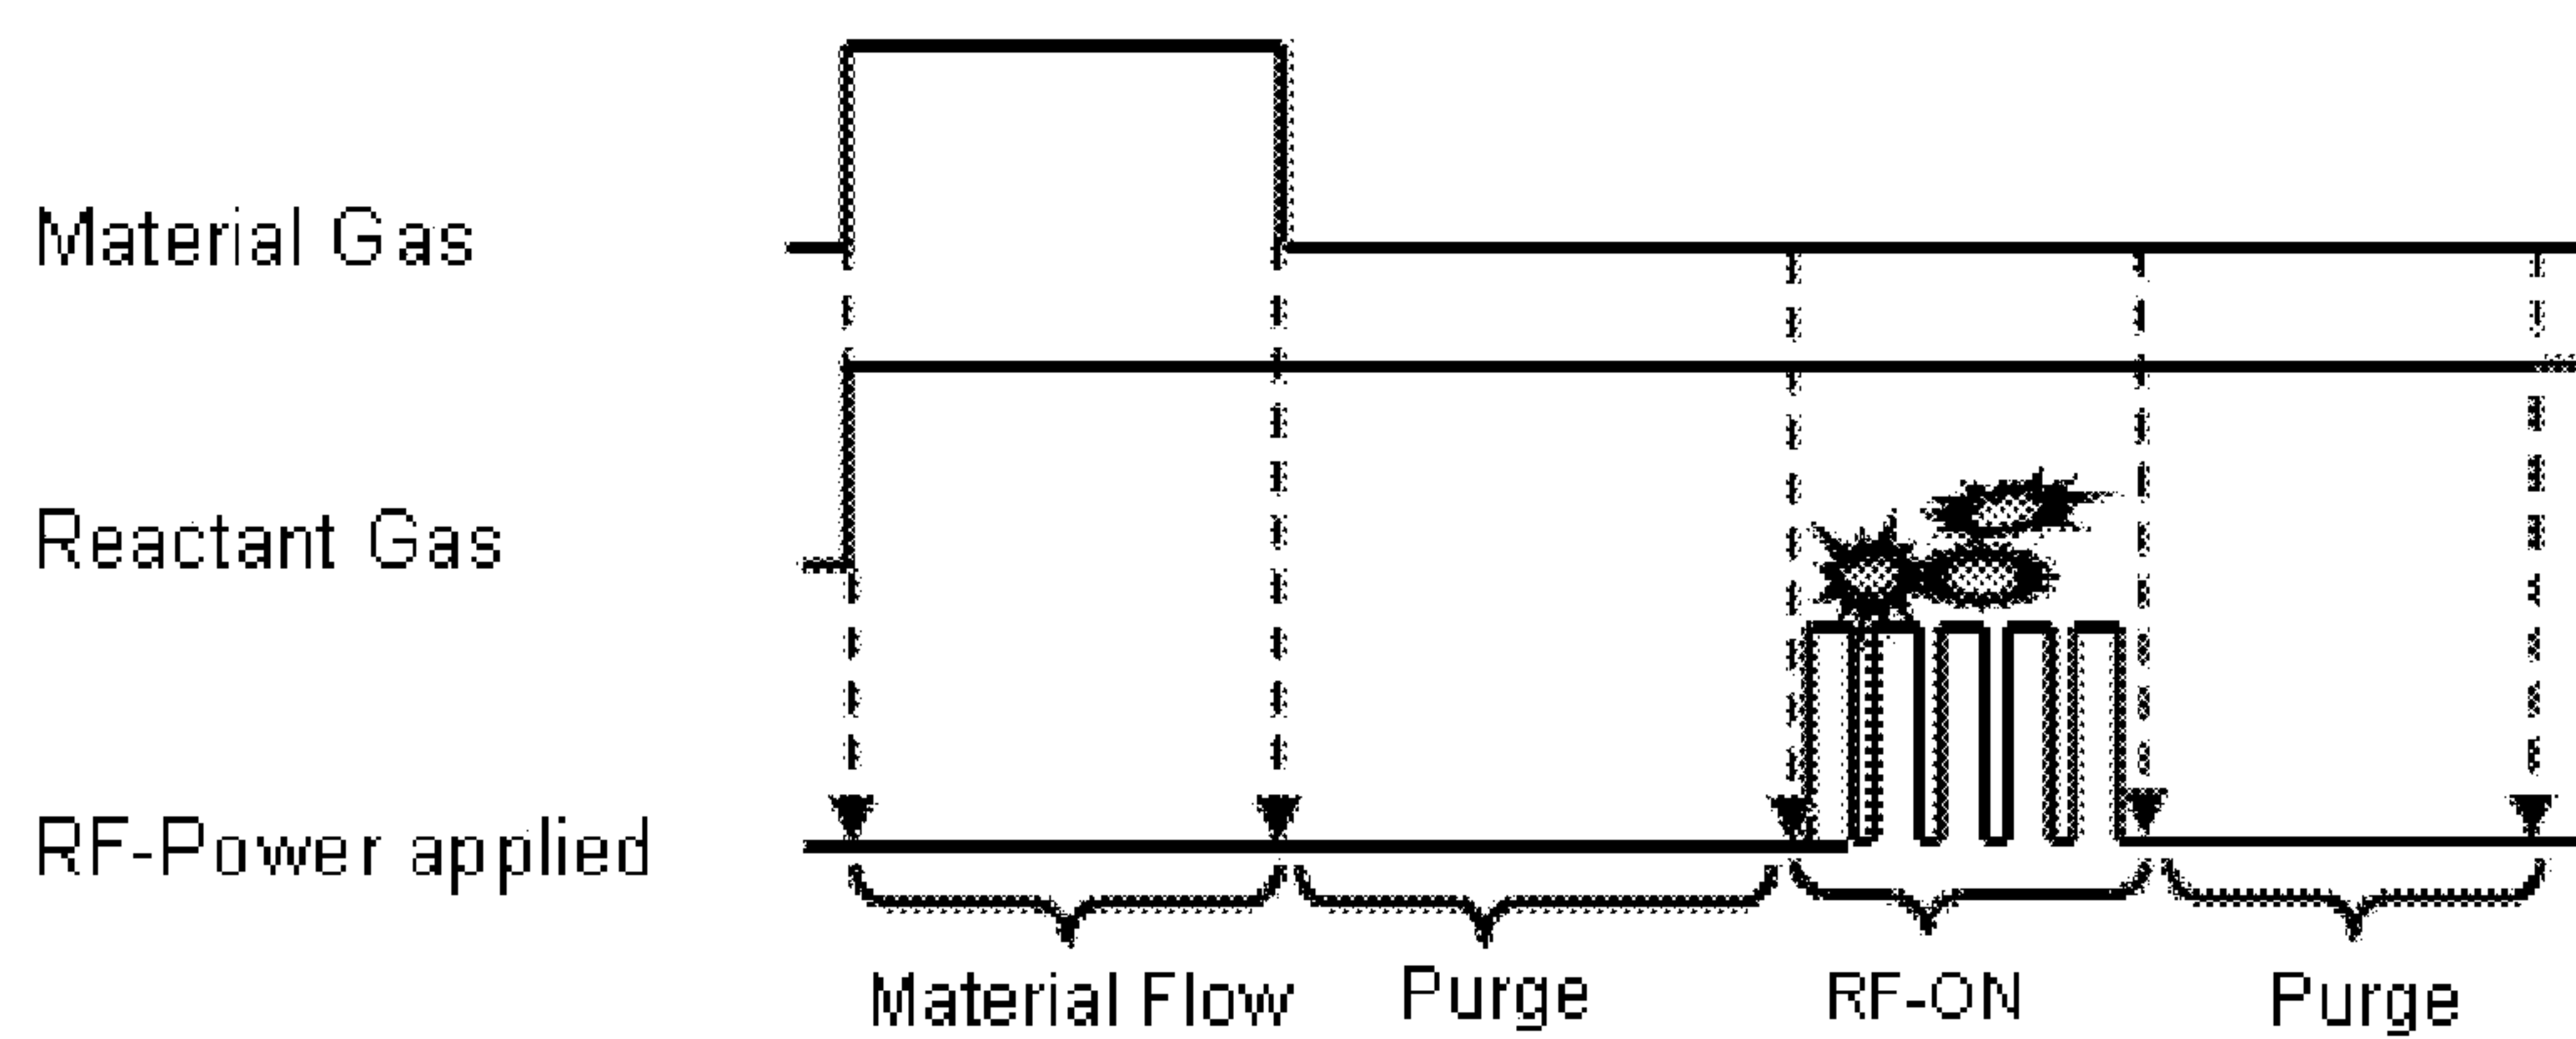 Material Gas
Reactant Gas
RF-Power applied
Material Flow
Purge
RF-ON
Purge